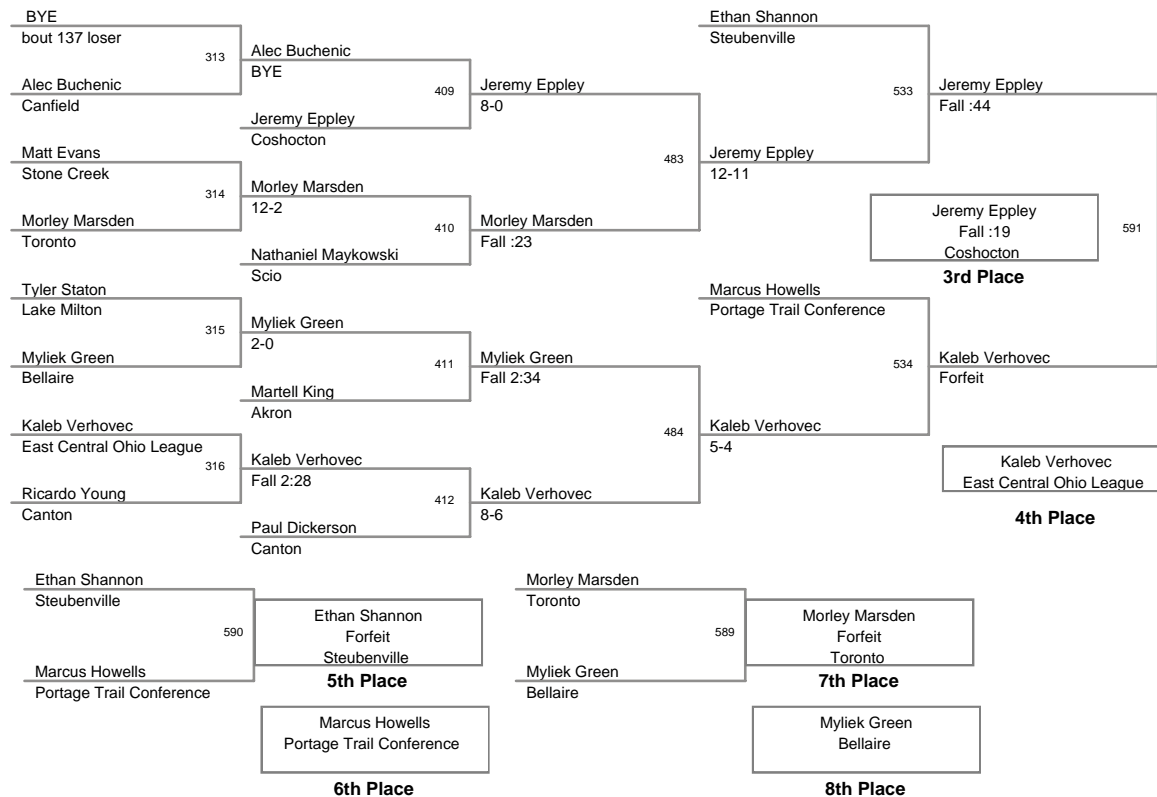 BYE
bout 137 loser
313
Alec Buchenic
Canfield
Matt Evans
Stone Creek
314
Morley Marsden
Toronto
Tyler Staton
Lake Milton
315
Myliek Green
Bellaire
Kaleb Verhovec
East Central Ohio League
316
Ricardo Young
Canton
Alec Buchenic
BYE
409
Jeremy Eppley
Coshocton
Morley Marsden
12-2
410
Nathaniel Maykowski
Scio
Myliek Green
2-0
411
Martell King
Akron
Kaleb Verhovec
Fall 2:28
412
Paul Dickerson
Canton
Jeremy Eppley
8-0
483
Morley Marsden
Fall :23
Myliek Green
Fall 2:34
484
Kaleb Verhovec
8-6
Ethan Shannon
Steubenville
533
Jeremy Eppley
12-11
Marcus Howells
Portage Trail Conference
534
Kaleb Verhovec
5-4
Jeremy Eppley
Fall :44
591
Kaleb Verhovec
Forfeit
Jeremy Eppley
Fall :19
Coshocton
3rd Place
Kaleb Verhovec
East Central Ohio League
4th Place
Ethan Shannon
Steubenville
590
Marcus Howells
Portage Trail Conference
Ethan Shannon
Forfeit
Steubenville
5th Place
Marcus Howells
Portage Trail Conference
6th Place
Morley Marsden
Toronto
589
Myliek Green
Bellaire
Morley Marsden
Forfeit
Toronto
7th Place
Myliek Green
Bellaire
8th Place